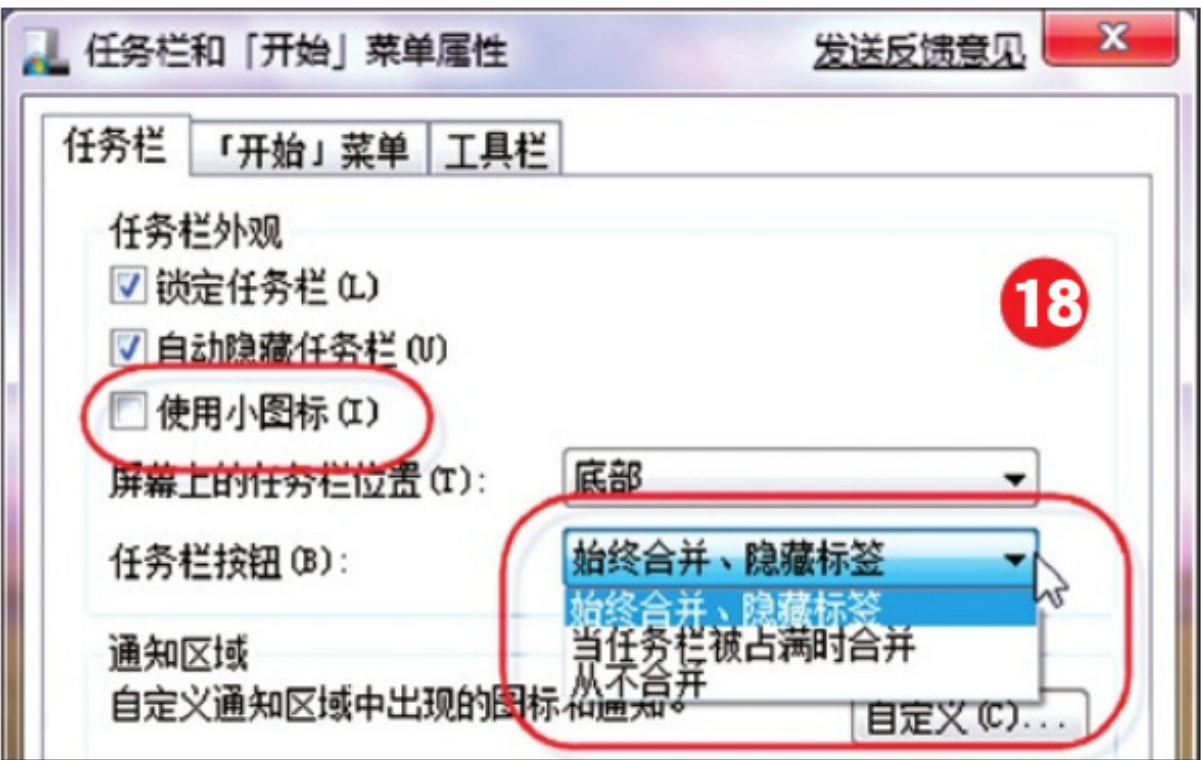 任务栏和「开始」菜单属性 发送反馈意见 X
任务栏 「开始」菜单 工具栏
任务栏外观
锁定任务栏(L)
18
自动隐藏任务栏(U)
使用小图标(I)
屏幕上的任务栏位置(T): 底部
任务栏按钮(B): 始终合并、隐藏标签
始终合并、隐藏标签
当任务栏被占满时合并
从不合并
通知区域
自定义通知区域中出现的图标和通知。
自定义(C)...